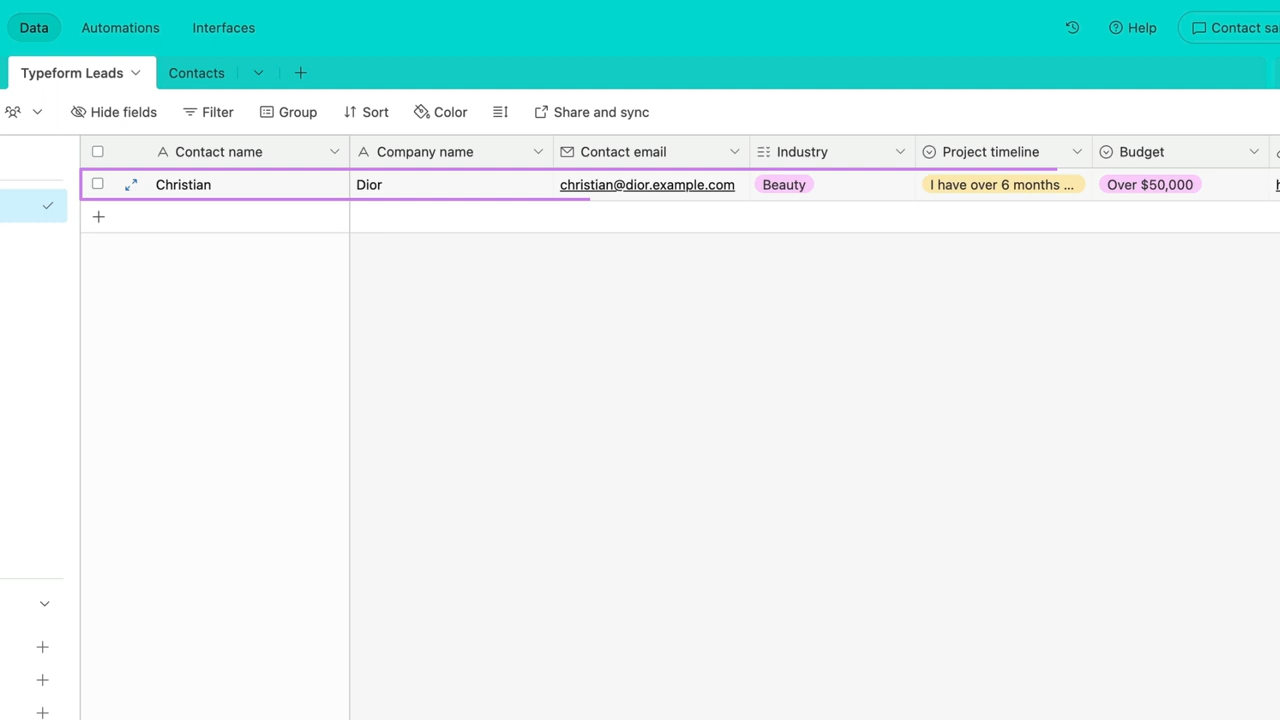 Data Automations Interfaces Help Contact sa
Typeform Leads Contacts
Hide fields Filter Group Sort Color Share and sync
Contact name Company name Contact email Industry Project timeline Budget
Christian Dior christian@dior.example.com Beauty I have over 6 months ... Over $50,000